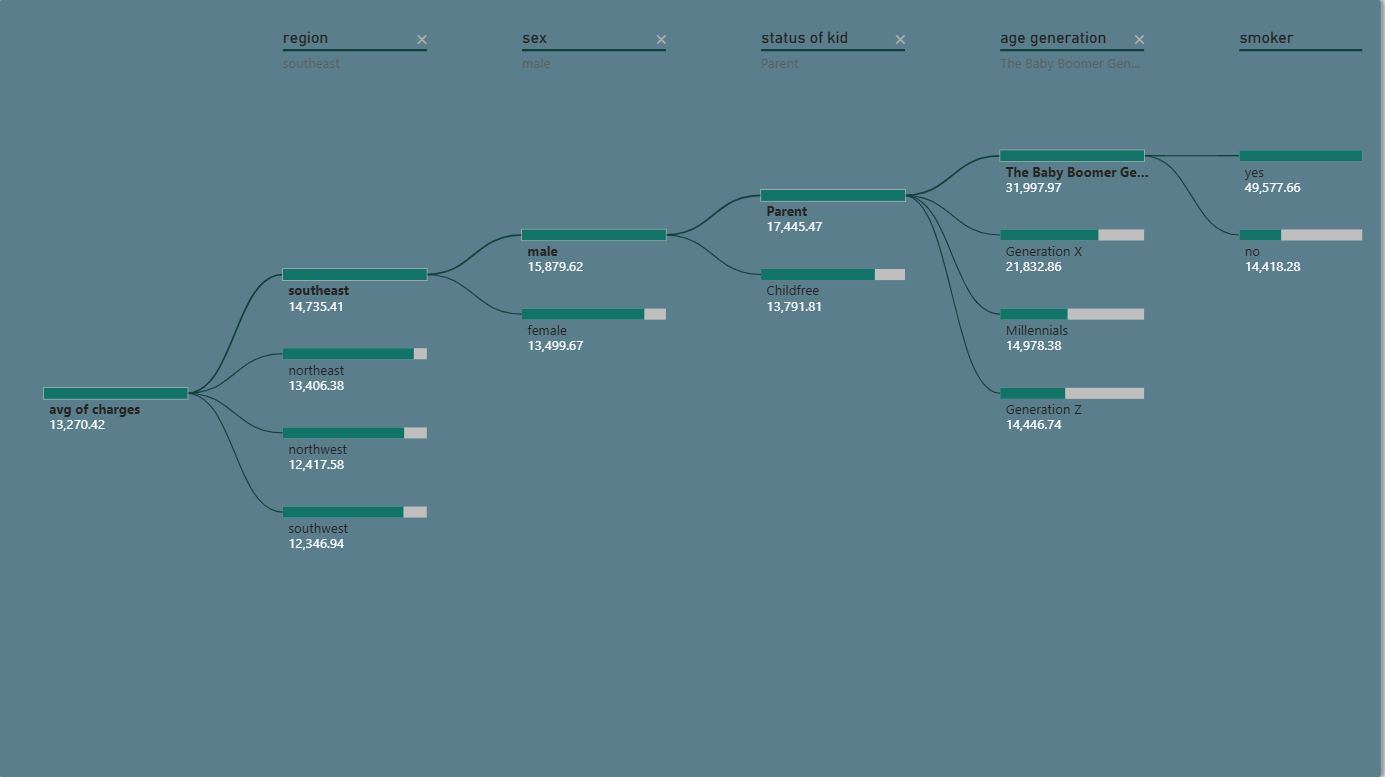 region ×
southeast
sex ×
male
status of kid ×
Parent
age generation ×
The Baby Boomer Gen...
smoker
avg of charges
13,270.42
southeast
14,735.41
northeast
13,406.38
northwest
12,417.58
southwest
12,346.94
male
15,879.62
female
13,499.67
Parent
17,445.47
Childfree
13,791.81
The Baby Boomer Ge...
31,997.97
Generation X
21,832.86
Millennials
14,978.38
Generation Z
14,446.74
yes
49,577.66
no
14,418.28